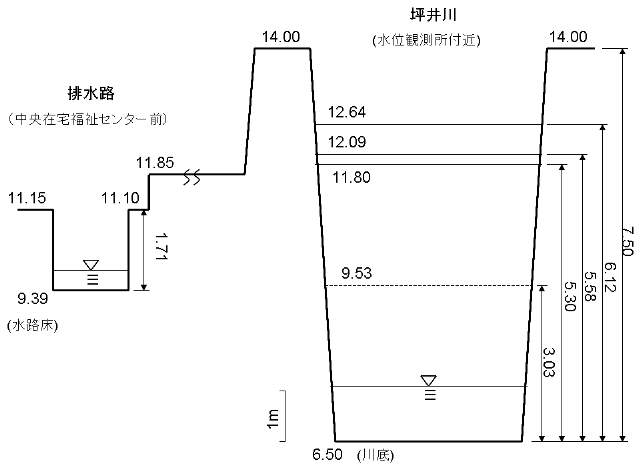 坪井川
(水位観測所付近)
14.00
14.00
排水路
(中央在宅福祉センター前)
12.64
12.09
11.80
11.85
11.15
11.10
1.71
9.39
(水路床)
9.53
7.50
6.12
5.58
5.30
3.03
1m
6.50 (川底)